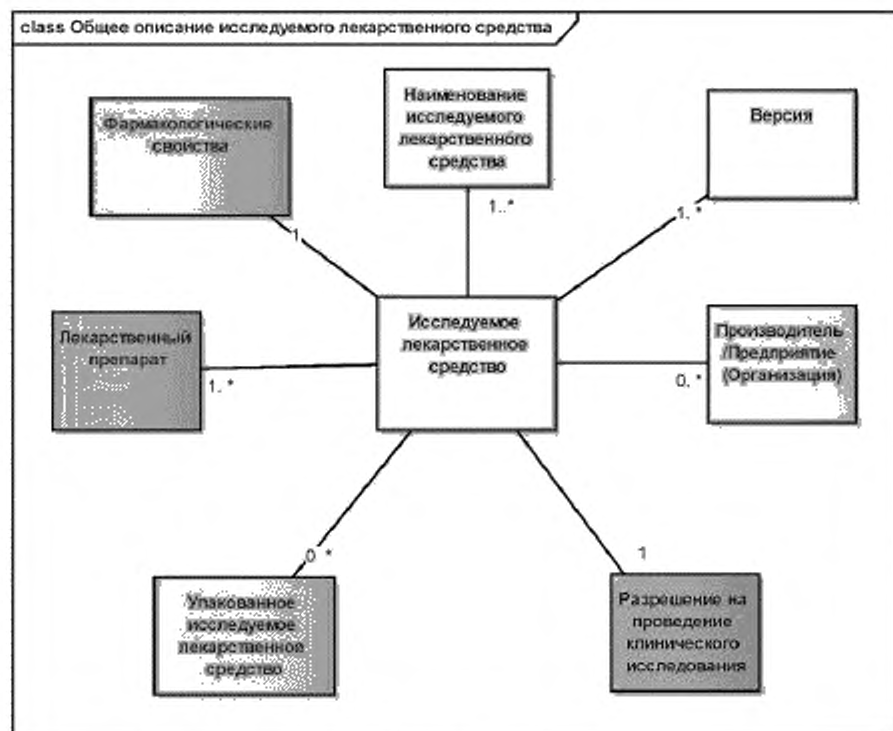 class Общее описание исследуемого лекарственного средства
Фармакологические
свойства
Наименование
исследуемого
лекарственного
средства
Версия
1
1..*
1..*
Лекарственный
препарат
1..*
Исследуемое
лекарственное
средство
Производитель
/Предприятие
(Организация)
0..*
0..*
1
Упакованное
исследуемое
лекарственное
средство
Разрешение на
проведение
клинического
исследования